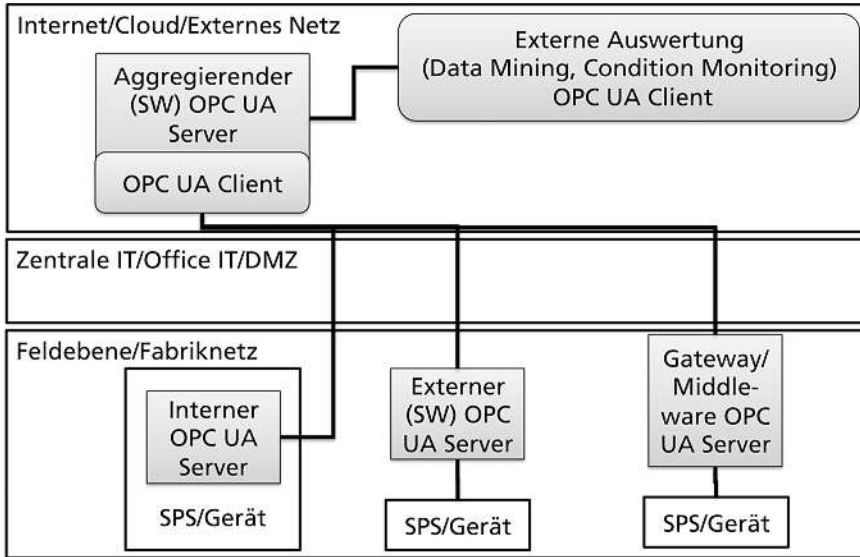 Internet/Cloud/Externes Netz
Aggregierender
(SW) OPC UA
Server
OPC UA Client
Externe Auswertung
(Data Mining, Condition Monitoring)
OPC UA Client
Zentrale IT/Office IT/DMZ
Feldebene/Fabriknetz
Interner
OPC UA
Server
SPS/Gerät
Externer
(SW) OPC
UA Server
SPS/Gerät
Gateway/
Middle-
ware OPC
UA Server
SPS/Gerät